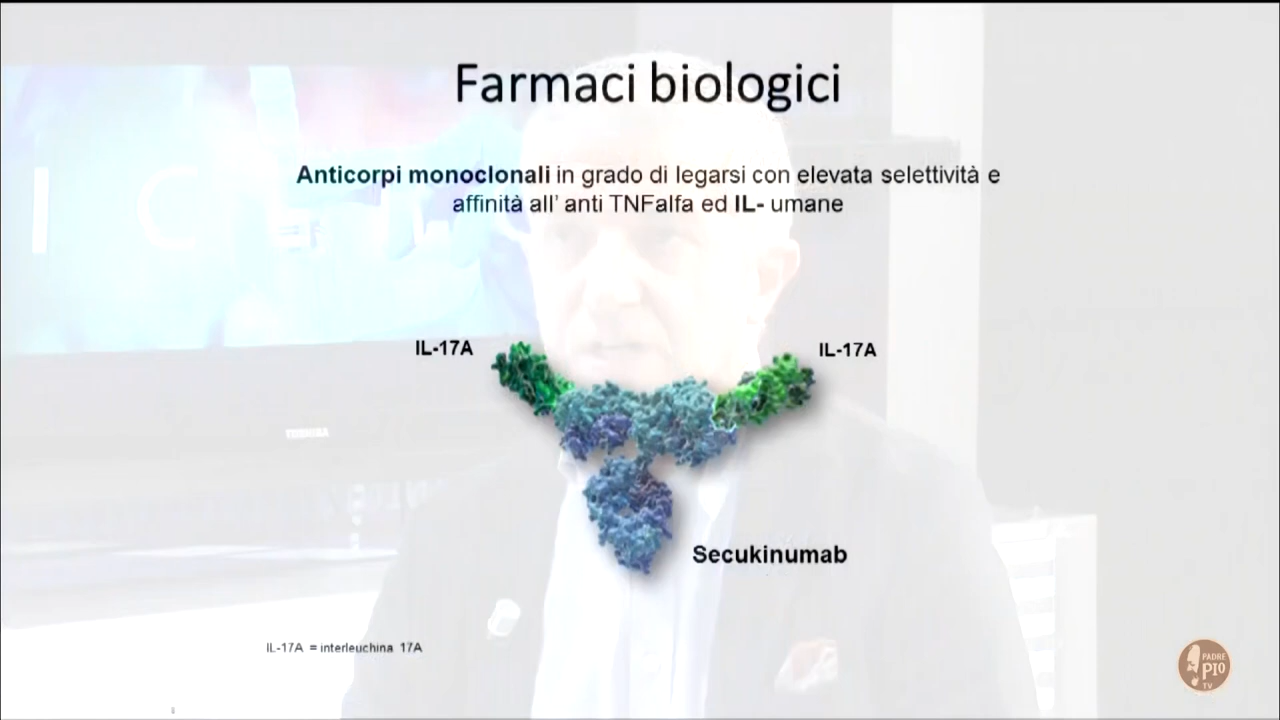 Farmaci biologici
Anticorpi monoclonali in grado di legarsi con elevata selettività e
affinità all' anti TNFalfa ed IL- umane
IL-17A
IL-17A
TOSHIBA
Secukinumab
IL-17A = interleuchina 17A
PADRE
PIO
TV